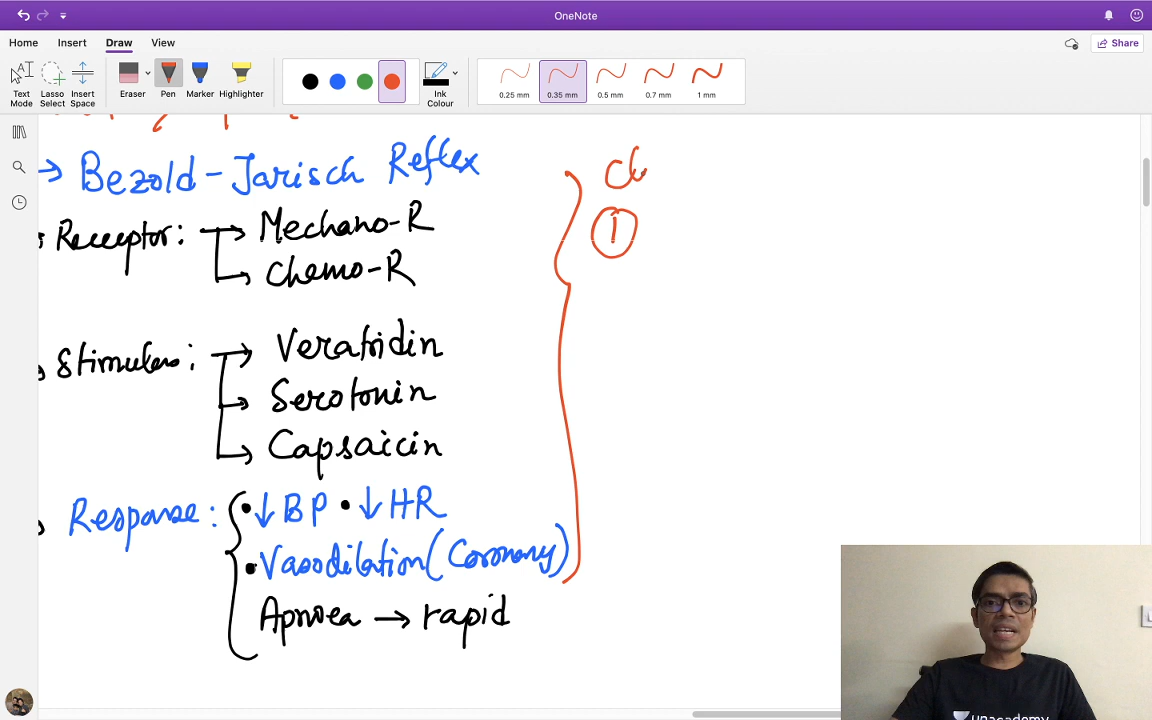 OneNote
Home Insert Draw View
Share
Text Mode
Lasso Select
Insert Space
Eraser
Pen
Marker
Highlighter
Ink Colour
0.25 mm
0.35 mm
0.5 mm
0.7 mm
1 mm
→ Bezold-Jarisch Reflex
Receptor: → Mechano-R
→ Chemo-R
Stimulus: → Veratridin
→ Serotonin
→ Capsaicin
Response: • ↓ BP • ↓ HR
• Vasodilation (Coronary)
Apnoea → rapid
①
unacademy